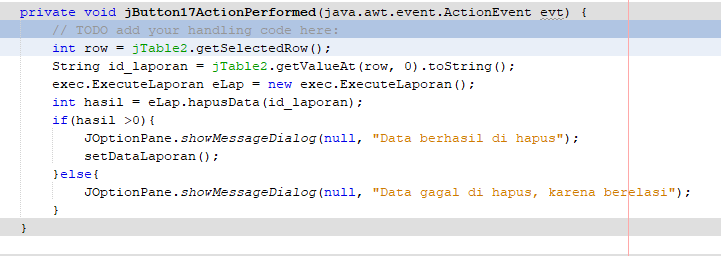 private void jButton17ActionPerformed(java.awt.event.ActionEvent evt) {
    // TODO add your handling code here:
    int row = jTable2.getSelectedRow();
    String id_laporan = jTable2.getValueAt(row, 0).toString();
    exec.ExecuteLaporan eLap = new exec.ExecuteLaporan();
    int hasil = eLap.hapusData(id_laporan);
    if(hasil >0){
        JOptionPane.showMessageDialog(null, "Data berhasil di hapus");
        setDataLaporan();
    }else{
        JOptionPane.showMessageDialog(null, "Data gagal di hapus, karena berelasi");
    }
}